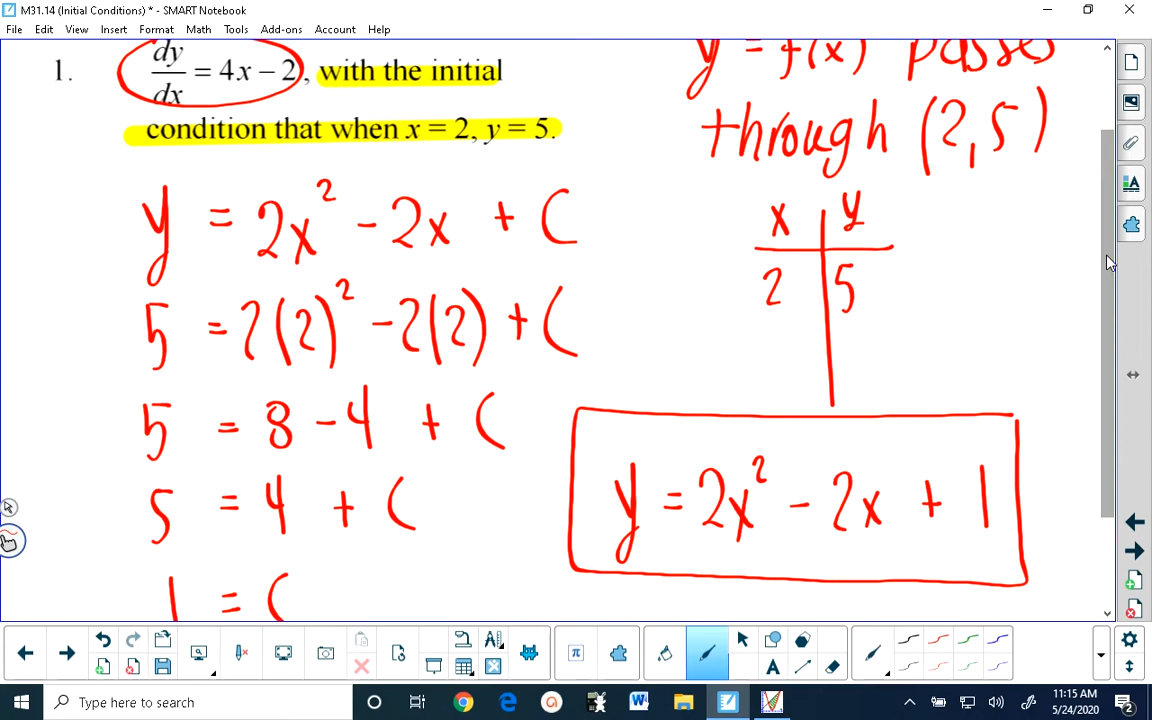 M31.14 (Initial Conditions) * - SMART Notebook
File Edit View Insert Format Math Tools Add-ons Account Help
1. dy/dx = 4x – 2, with the initial
condition that when x = 2, y = 5.
y = f(x) passes
through (2,5)
x y
2 5
y = 2x² - 2x + C
5 = 2(2)² - 2(2) + C
5 = 8 - 4 + C
5 = 4 + C
1 = C
y = 2x² - 2x + 1
Type here to search
11:15 AM
5/24/2020
2